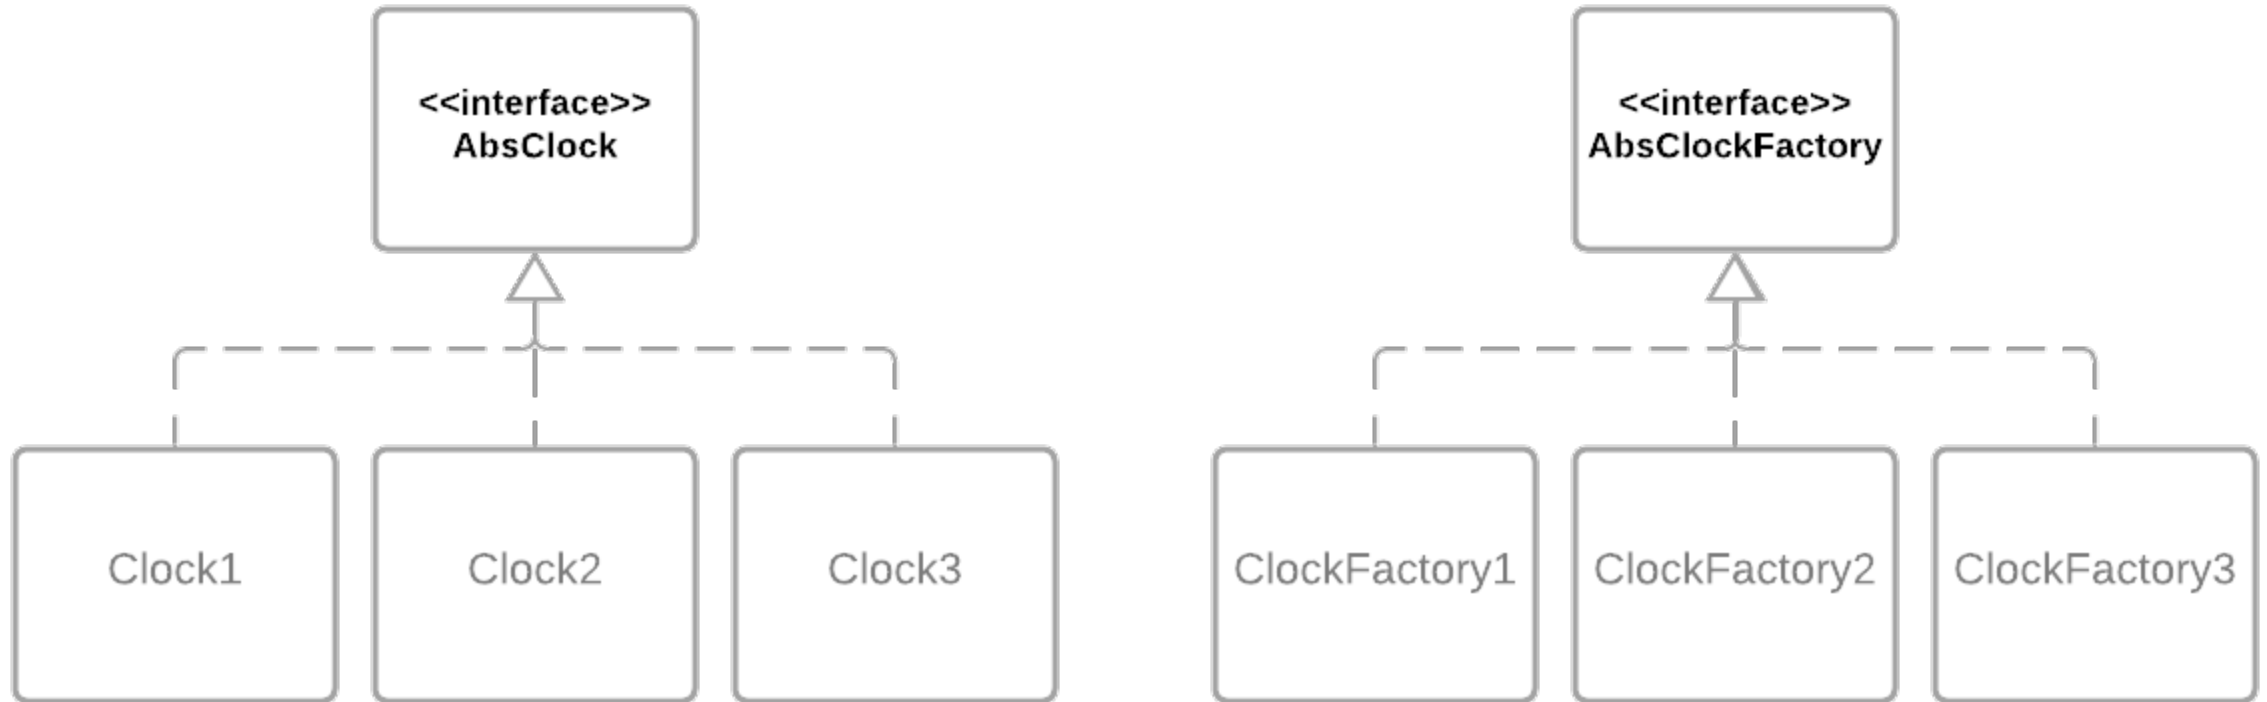 <<interface>>
AbsClock
<<interface>>
AbsClockFactory
Clock1
Clock2
Clock3
ClockFactory1
ClockFactory2
ClockFactory3